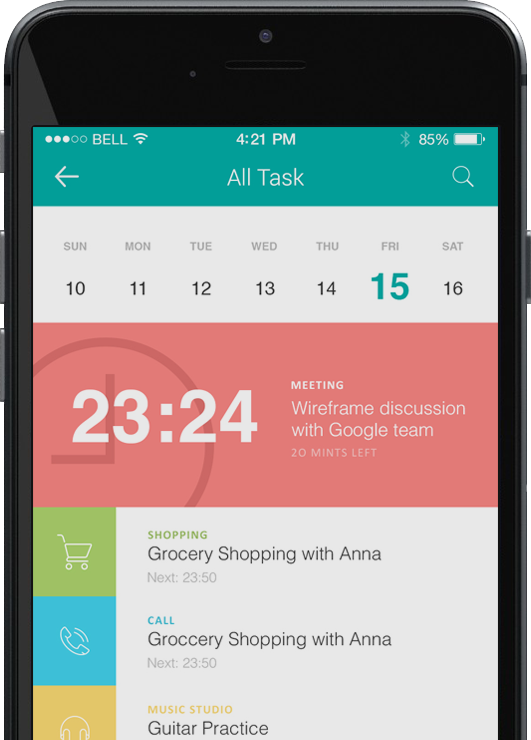 BELL 4:21 PM 85%
All Task
SUN MON TUE WED THU FRI SAT
10 11 12 13 14 15 16
23:24
MEETING
Wireframe discussion
with Google team
20 MINTS LEFT
SHOPPING
Grocery Shopping with Anna
Next: 23:50
CALL
Groccery Shopping with Anna
Next: 23:50
MUSIC STUDIO
Guitar Practice